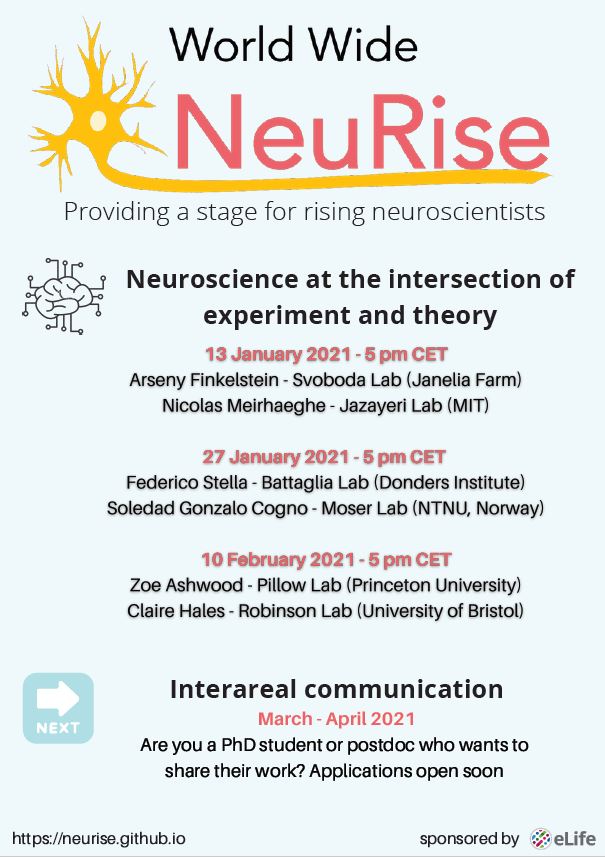 World Wide
NeuRise
Providing a stage for rising neuroscientists
Neuroscience at the intersection of
experiment and theory
13 January 2021 - 5 pm CET
Arseny Finkelstein - Svoboda Lab (Janelia Farm)
Nicolas Meirhaeghe - Jazayeri Lab (MIT)
27 January 2021 - 5 pm CET
Federico Stella - Battaglia Lab (Donders Institute)
Soledad Gonzalo Cogno - Moser Lab (NTNU, Norway)
10 February 2021 - 5 pm CET
Zoe Ashwood - Pillow Lab (Princeton University)
Claire Hales - Robinson Lab (University of Bristol)
NEXT
Interareal communication
March - April 2021
Are you a PhD student or postdoc who wants to
share their work? Applications open soon
https://neurise.github.io
sponsored by eLife